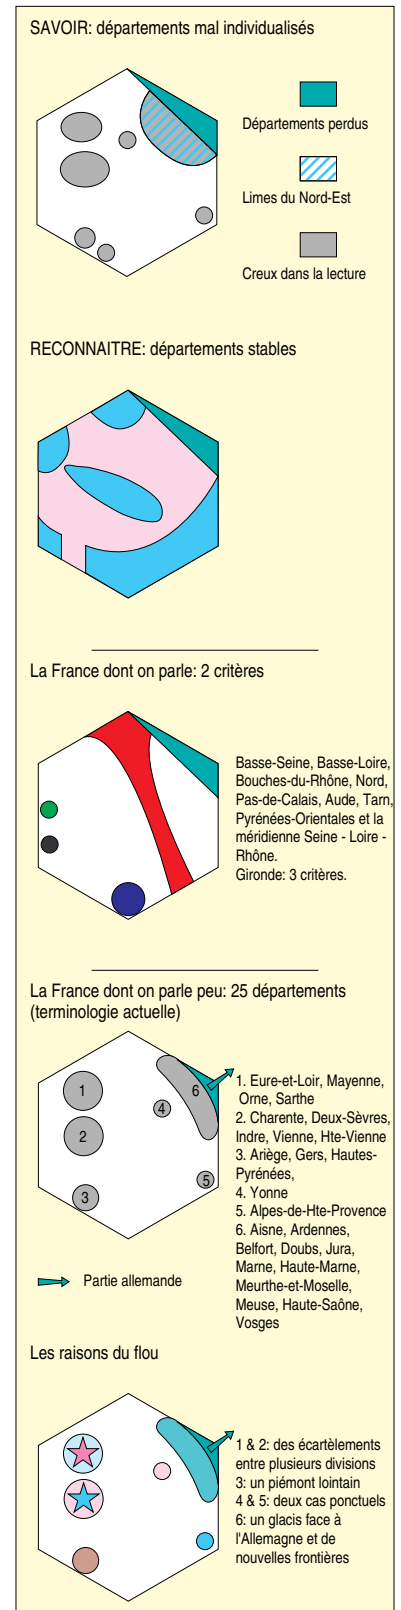 SAVOIR: départements mal individualisés
Départements perdus
Limes du Nord-Est
Creux dans la lecture
RECONNAITRE: départements stables
La France dont on parle: 2 critères
Basse-Seine, Basse-Loire,
Bouches-du-Rhône, Nord,
Pas-de-Calais, Aude, Tarn,
Pyrénées-Orientales et la
méridienne Seine - Loire -
Rhône.
Gironde: 3 critères.
La France dont on parle peu: 25 départements
(terminologie actuelle)
1
2
3
4
5
6
1. Eure-et-Loir, Mayenne,
Orne, Sarthe
2. Charente, Deux-Sèvres,
Indre, Vienne, Hte-Vienne
3. Ariège, Gers, Hautes-
Pyrénées,
4. Yonne
5. Alpes-de-Hte-Provence
6. Aisne, Ardennes,
Belfort, Doubs, Jura,
Marne, Haute-Marne,
Meurthe-et-Moselle,
Meuse, Haute-Saône,
Vosges
Partie allemande
Les raisons du flou
1 & 2: des écartèlements
entre plusieurs divisions
3: un piémont lointain
4 & 5: deux cas ponctuels
6: un glacis face à
l'Allemagne et de
nouvelles frontières